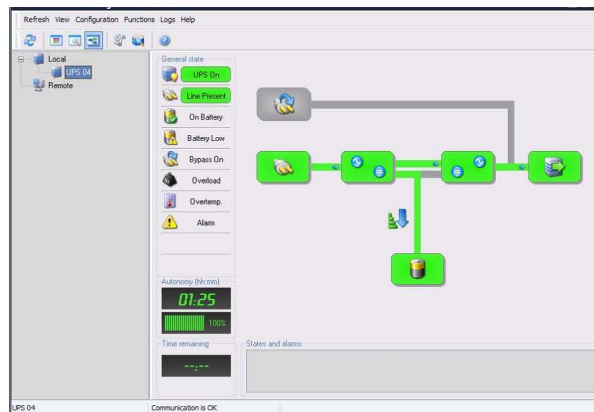 Refresh View Configuration Functions Logs Help
Local
UPS 04
Remote
General state
UPS On
Line Present
On Battery
Battery Low
Bypass On
Overload
Overtemp.
Alarm
Autonomy (hh:mm)
01:25
100%
Time remaining
--:--
States and alarms
UPS 04 Communication is OK